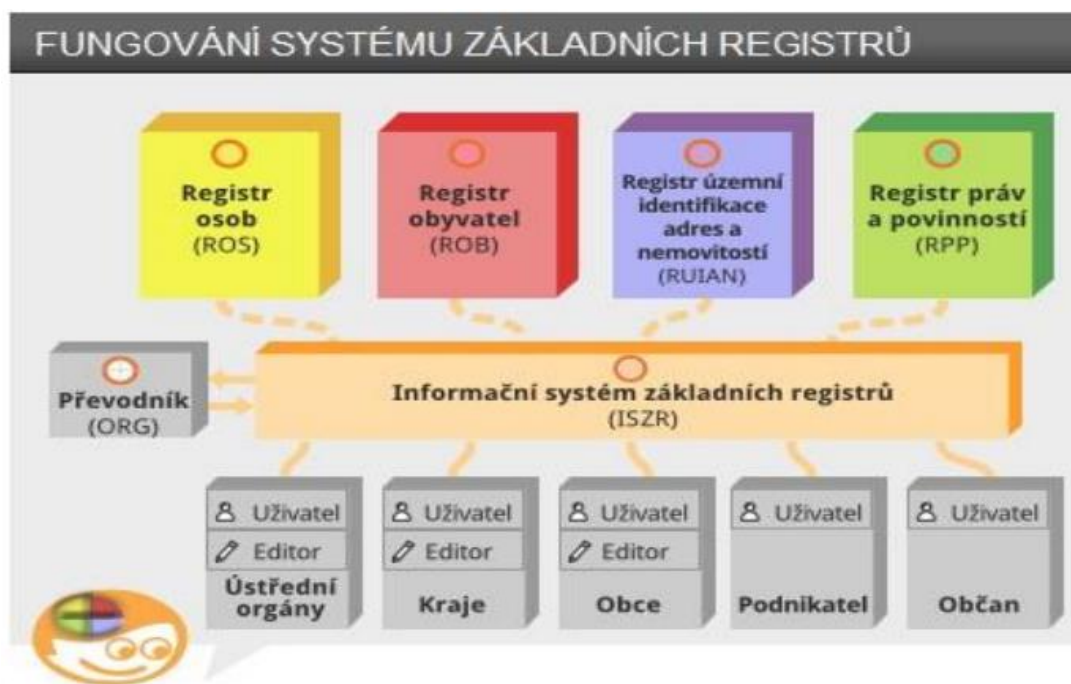 FUNGOVÁNÍ SYSTÉMU ZÁKLADNÍCH REGISTRŮ
Registr
osob
(ROS)
Registr
obyvatel
(ROB)
Registr územní
identifikace
adres a
nemovitostí
(RUIAN)
Registr práv
a povinností
(RPP)
Převodník
(ORG)
Informační systém základních registrů
(ISZR)
Uživatel
Editor
Ústřední
orgány
Uživatel
Editor
Kraje
Uživatel
Editor
Obce
Uživatel
Podnikatel
Uživatel
Občan